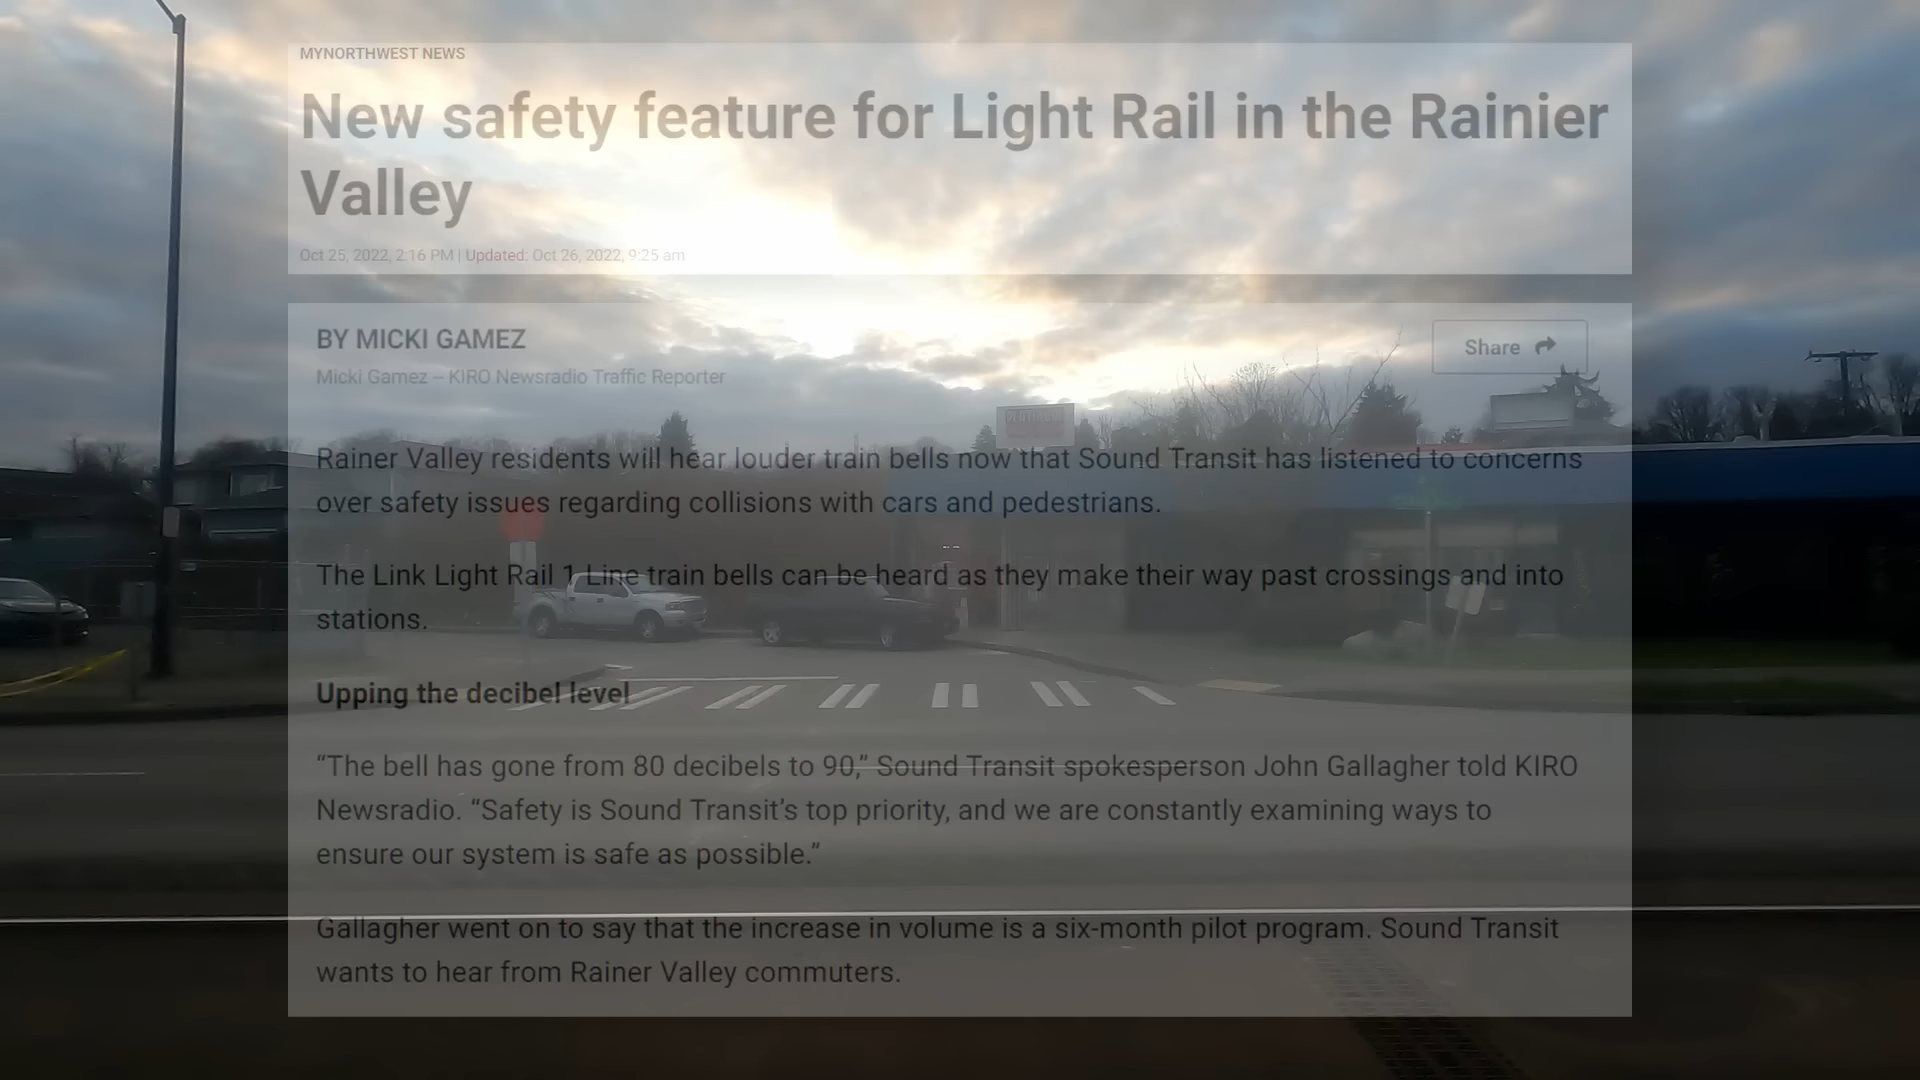 MYNORTHWEST NEWS
New safety feature for Light Rail in the Rainier
Valley
Oct 25, 2022, 2:16 PM | Updated: Oct 26, 2022, 9:25 am
BY MICKI GAMEZ
Share
Micki Gamez – KIRO Newsradio Traffic Reporter
Rainer Valley residents will hear louder train bells now that Sound Transit has listened to concerns
over safety issues regarding collisions with cars and pedestrians.
The Link Light Rail 1 Line train bells can be heard as they make their way past crossings and into
stations.
Upping the decibel level
“The bell has gone from 80 decibels to 90,” Sound Transit spokesperson John Gallagher told KIRO
Newsradio. “Safety is Sound Transit’s top priority, and we are constantly examining ways to
ensure our system is safe as possible.”
Gallagher went on to say that the increase in volume is a six-month pilot program. Sound Transit
wants to hear from Rainer Valley commuters.